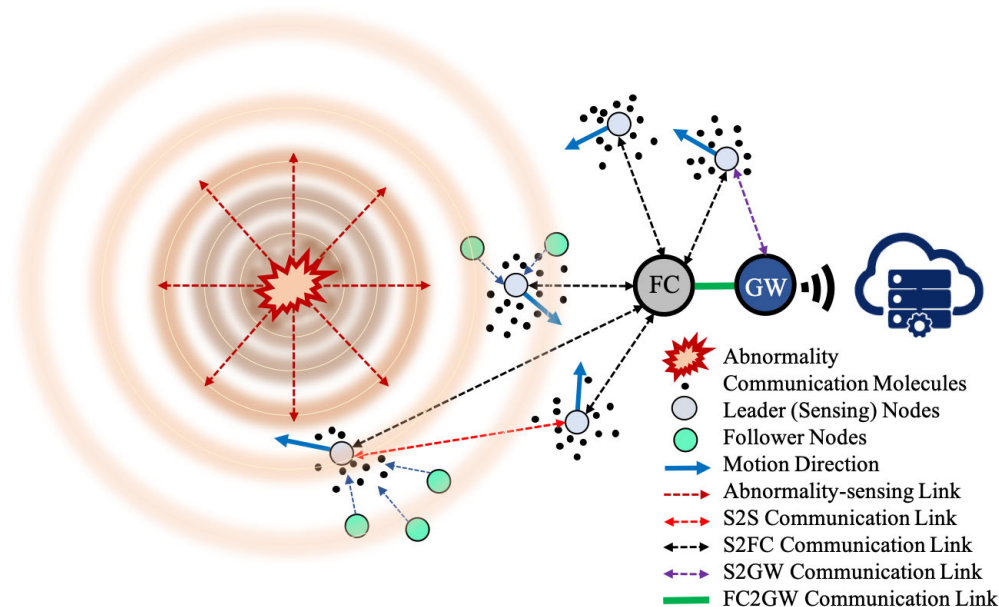 FC
GW
Abnormality
Communication Molecules
Leader (Sensing) Nodes
Follower Nodes
Motion Direction
Abnormality-sensing Link
S2S Communication Link
S2FC Communication Link
S2GW Communication Link
FC2GW Communication Link